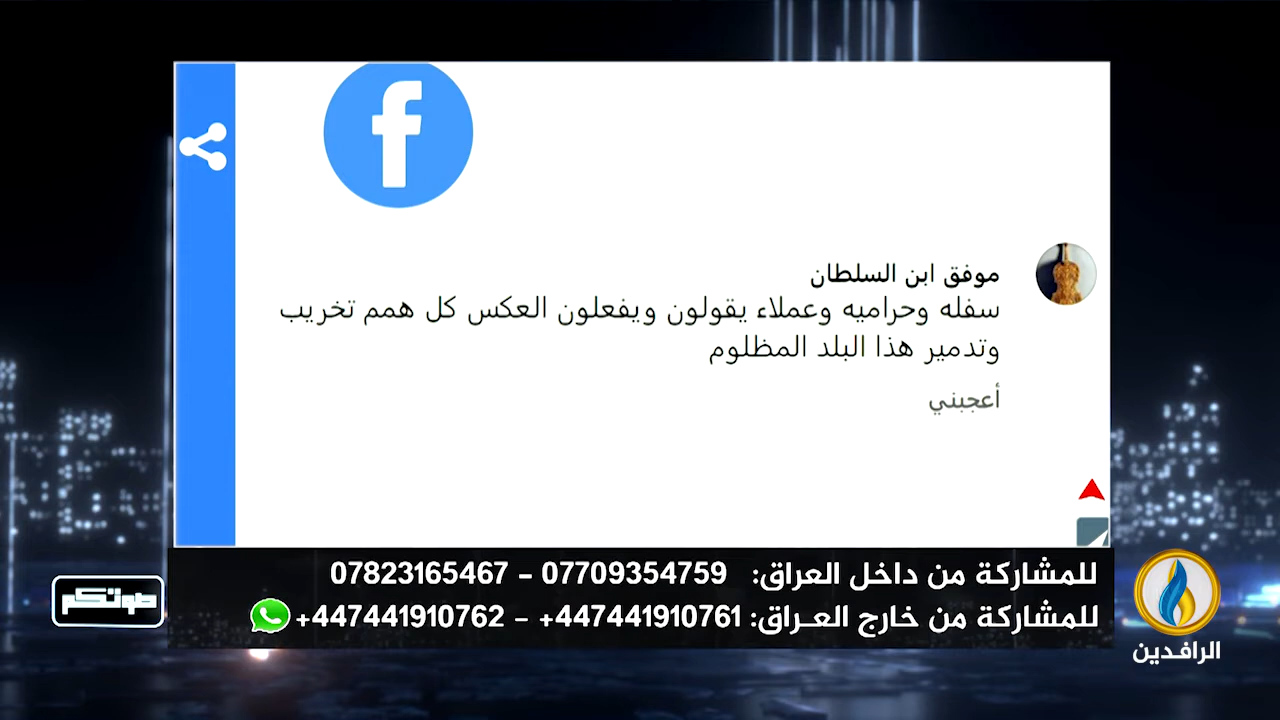 f
موفق ابن السلطان
سفله وحراميه وعملاء يقولون ويفعلون العكس كل همم تخريب
وتدمير هذا البلد المظلوم
أعجبني
للمشاركة من داخل العراق: 07709354759 - 07823165467
للمشاركة من خارج العراق: 447441910761+ - 447441910762+
صوتكم
الرافدين